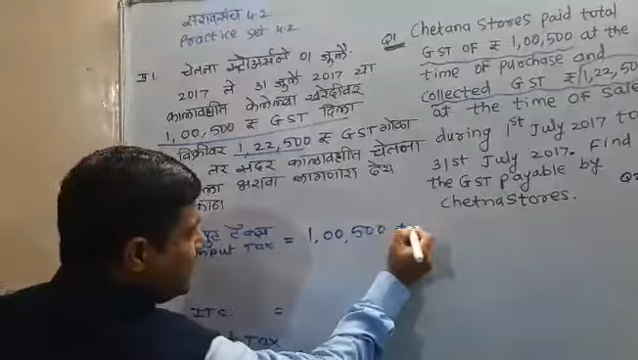 सरावसंच 4.2
Practice Set 4.2
प्र1. चेतना स्टोअर्सने 01 जुलै.
2017 ते 31 जुलै 2017 या
कालावधीत केलेल्या खरेदीवर
1,00,500 ₹ GST दिला
विक्रीवर 1,22,500 ₹ GST गोळा
तर सदर कालावधीत चेतना
भरावा लागणारा देय
काढा
टॅक्स
Input Tax = 1,00,500
ITC =
Tax
Q1 Chetana Stores paid total
GST of ₹ 1,00,500 at the
time of purchase and
collected GST ₹ 1,22,50
at the time of sale
during 1st July 2017 to
31st July 2017. Find
the GST payable by
Chetna Stores.